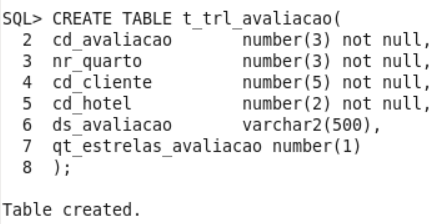 SQL> CREATE TABLE t_trl_avaliacao(
2 cd_avaliacao number(3) not null,
3 nr_quarto number(3) not null,
4 cd_cliente number(5) not null,
5 cd_hotel number(2) not null,
6 ds_avaliacao varchar2(500),
7 qt_estrelas_avaliacao number(1)
8 );
Table created.